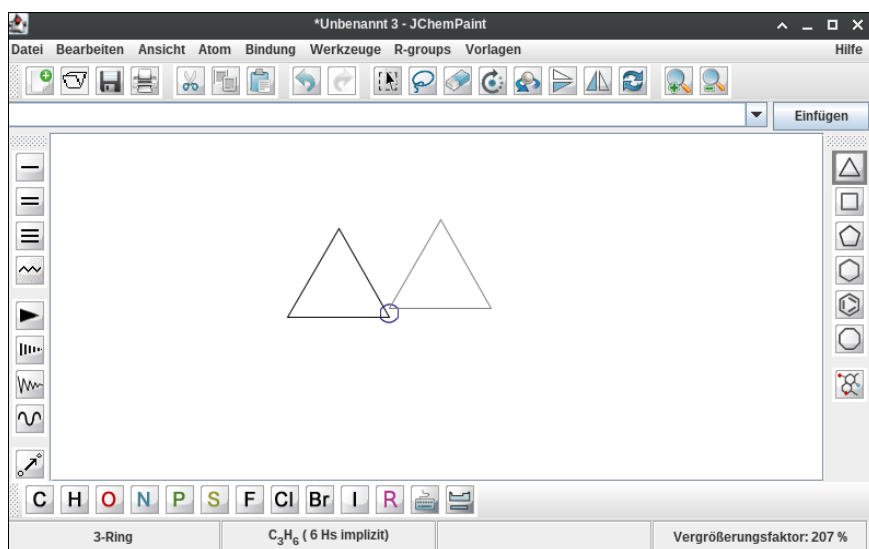 *Unbenannt 3 - JChemPaint
Datei Bearbeiten Ansicht Atom Bindung Werkzeuge R-groups Vorlagen Hilfe
Einfügen
C H O N P S F Cl Br I R
3-Ring C₃H₆ ( 6 Hs implizit) Vergrößerungsfaktor: 207 %